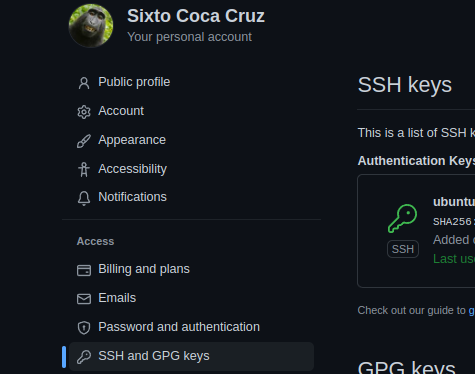 Sixto Coca Cruz
Your personal account
Public profile
Account
Appearance
Accessibility
Notifications
Access
Billing and plans
Emails
Password and authentication
SSH and GPG keys
SSH keys
This is a list of SSH k
Authentication Keys
ubuntu
SHA256:
Added o
Last use
SSH
Check out our guide to g
GPG keys